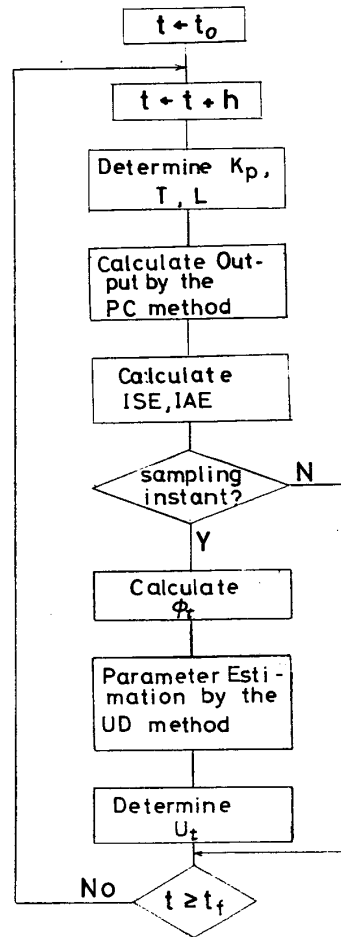 t ← t₀
t ← t + h
Determine Kₚ,
T, L
Calculate Out-
put by the
PC method
Calculate
ISE, IAE
sampling
instant?
N
Y
Calculate
ϕₜ
Parameter Esti-
mation by the
UD method
Determine
Uₜ
No
t ≥ t_f